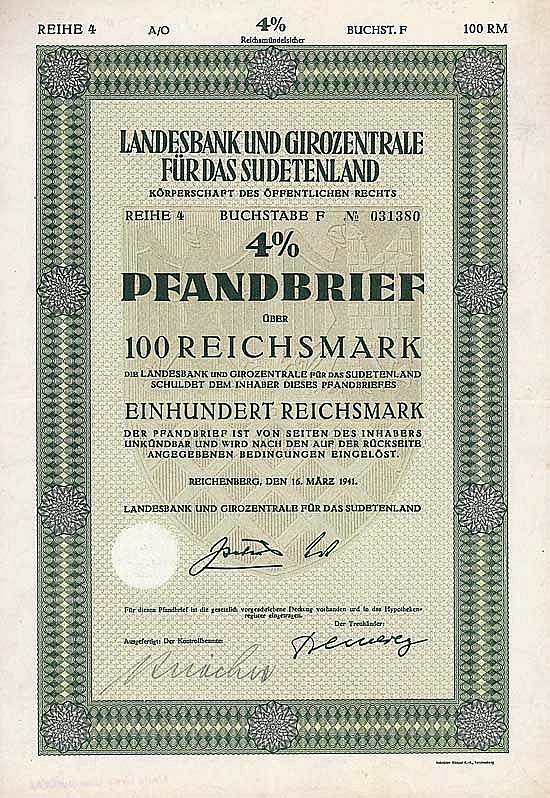 REIHE 4 A/O 4% BUCHST. F 100 RM
Reichsmündelsicher
LANDESBANK UND GIROZENTRALE
FÜR DAS SUDETENLAND
KÖRPERSCHAFT DES ÖFFENTLICHEN RECHTS
REIHE 4 BUCHSTABE F № 031380
4%
PFANDBRIEF
ÜBER
100 REICHSMARK
DIE LANDESBANK UND GIROZENTRALE FÜR DAS SUDETENLAND
SCHULDET DEM INHABER DIESES PFANDBRIEFES
EINHUNDERT REICHSMARK
DER PFANDBRIEF IST VON SEITEN DES INHABERS
UNKÜNDBAR UND WIRD NACH DEN AUF DER RÜCKSEITE
ANGEGEBENEN BEDINGUNGEN EINGELÖST.
REICHENBERG, DEN 16. MÄRZ 1941.
LANDESBANK UND GIROZENTRALE FÜR DAS SUDETENLAND
Für diesen Pfandbrief ist die gesetzlich vorgeschriebene Deckung vorhanden und in das Hypotheken-
register eingetragen.
Der Treuhänder:
Ausgefertigt: Der Kontrollbeamte: